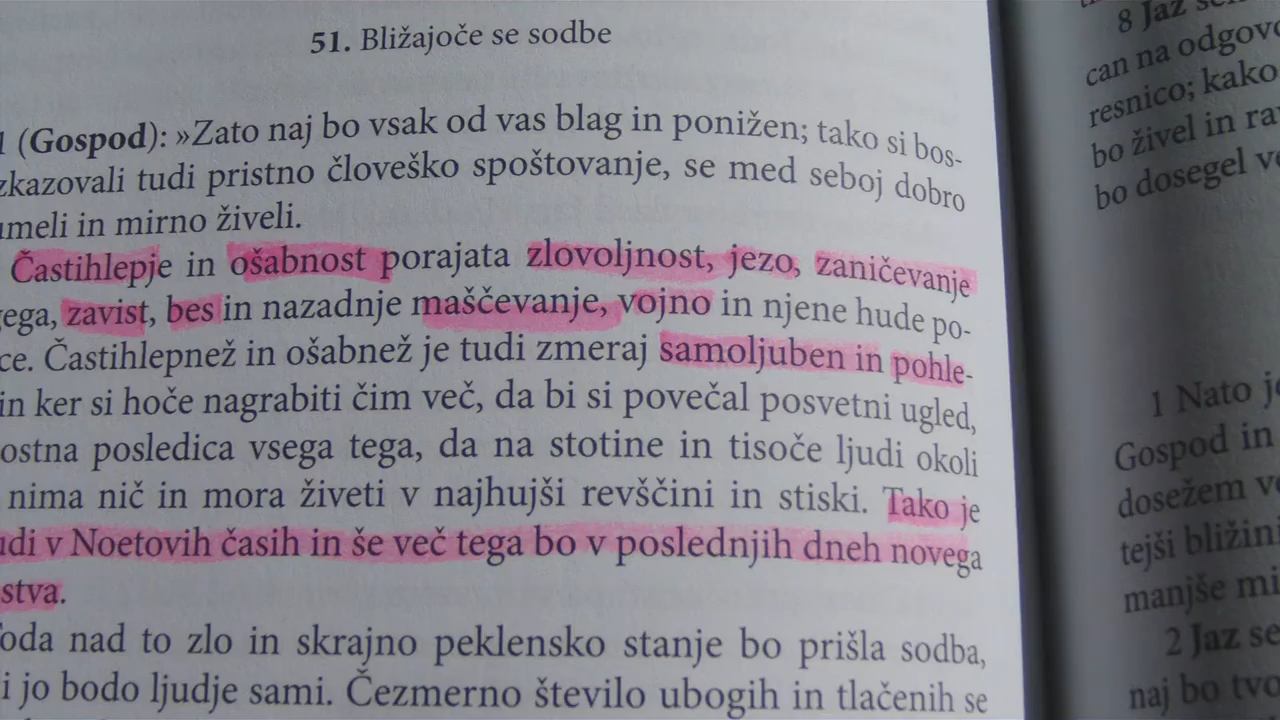 51. Bližajoče se sodbe
(Gospod): »Zato naj bo vsak od vas blag in ponižen; tako si bos-
zkazovali tudi pristno človeško spoštovanje, se med seboj dobro
umeli in mirno živeli.
Častihlepje in ošabnost porajata zlovoljnost, jezo, zaničevanje
ega, zavist, bes in nazadnje maščevanje, vojno in njene hude po-
ce. Častihlepnež in ošabnež je tudi zmeraj samoljuben in pohle-
in ker si hoče nagrabiti čim več, da bi si povečal posvetni ugled,
ostna posledica vsega tega, da na stotine in tisoče ljudi okoli
nima nič in mora živeti v najhujši revščini in stiski. Tako je
udi v Noetovih časih in še več tega bo v poslednjih dneh novega
stva.
oda nad to zlo in skrajno peklensko stanje bo prišla sodba,
i jo bodo ljudje sami. Čezmerno število ubogih in tlačenih se
8 Jaz
can na odgovo
resnico; kako
bo živel in ra
bo dosegel ve
1 Nato je
Gospod in
dosežem ve
tejši bližini
manjše mi
2 Jaz se
naj bo tvo